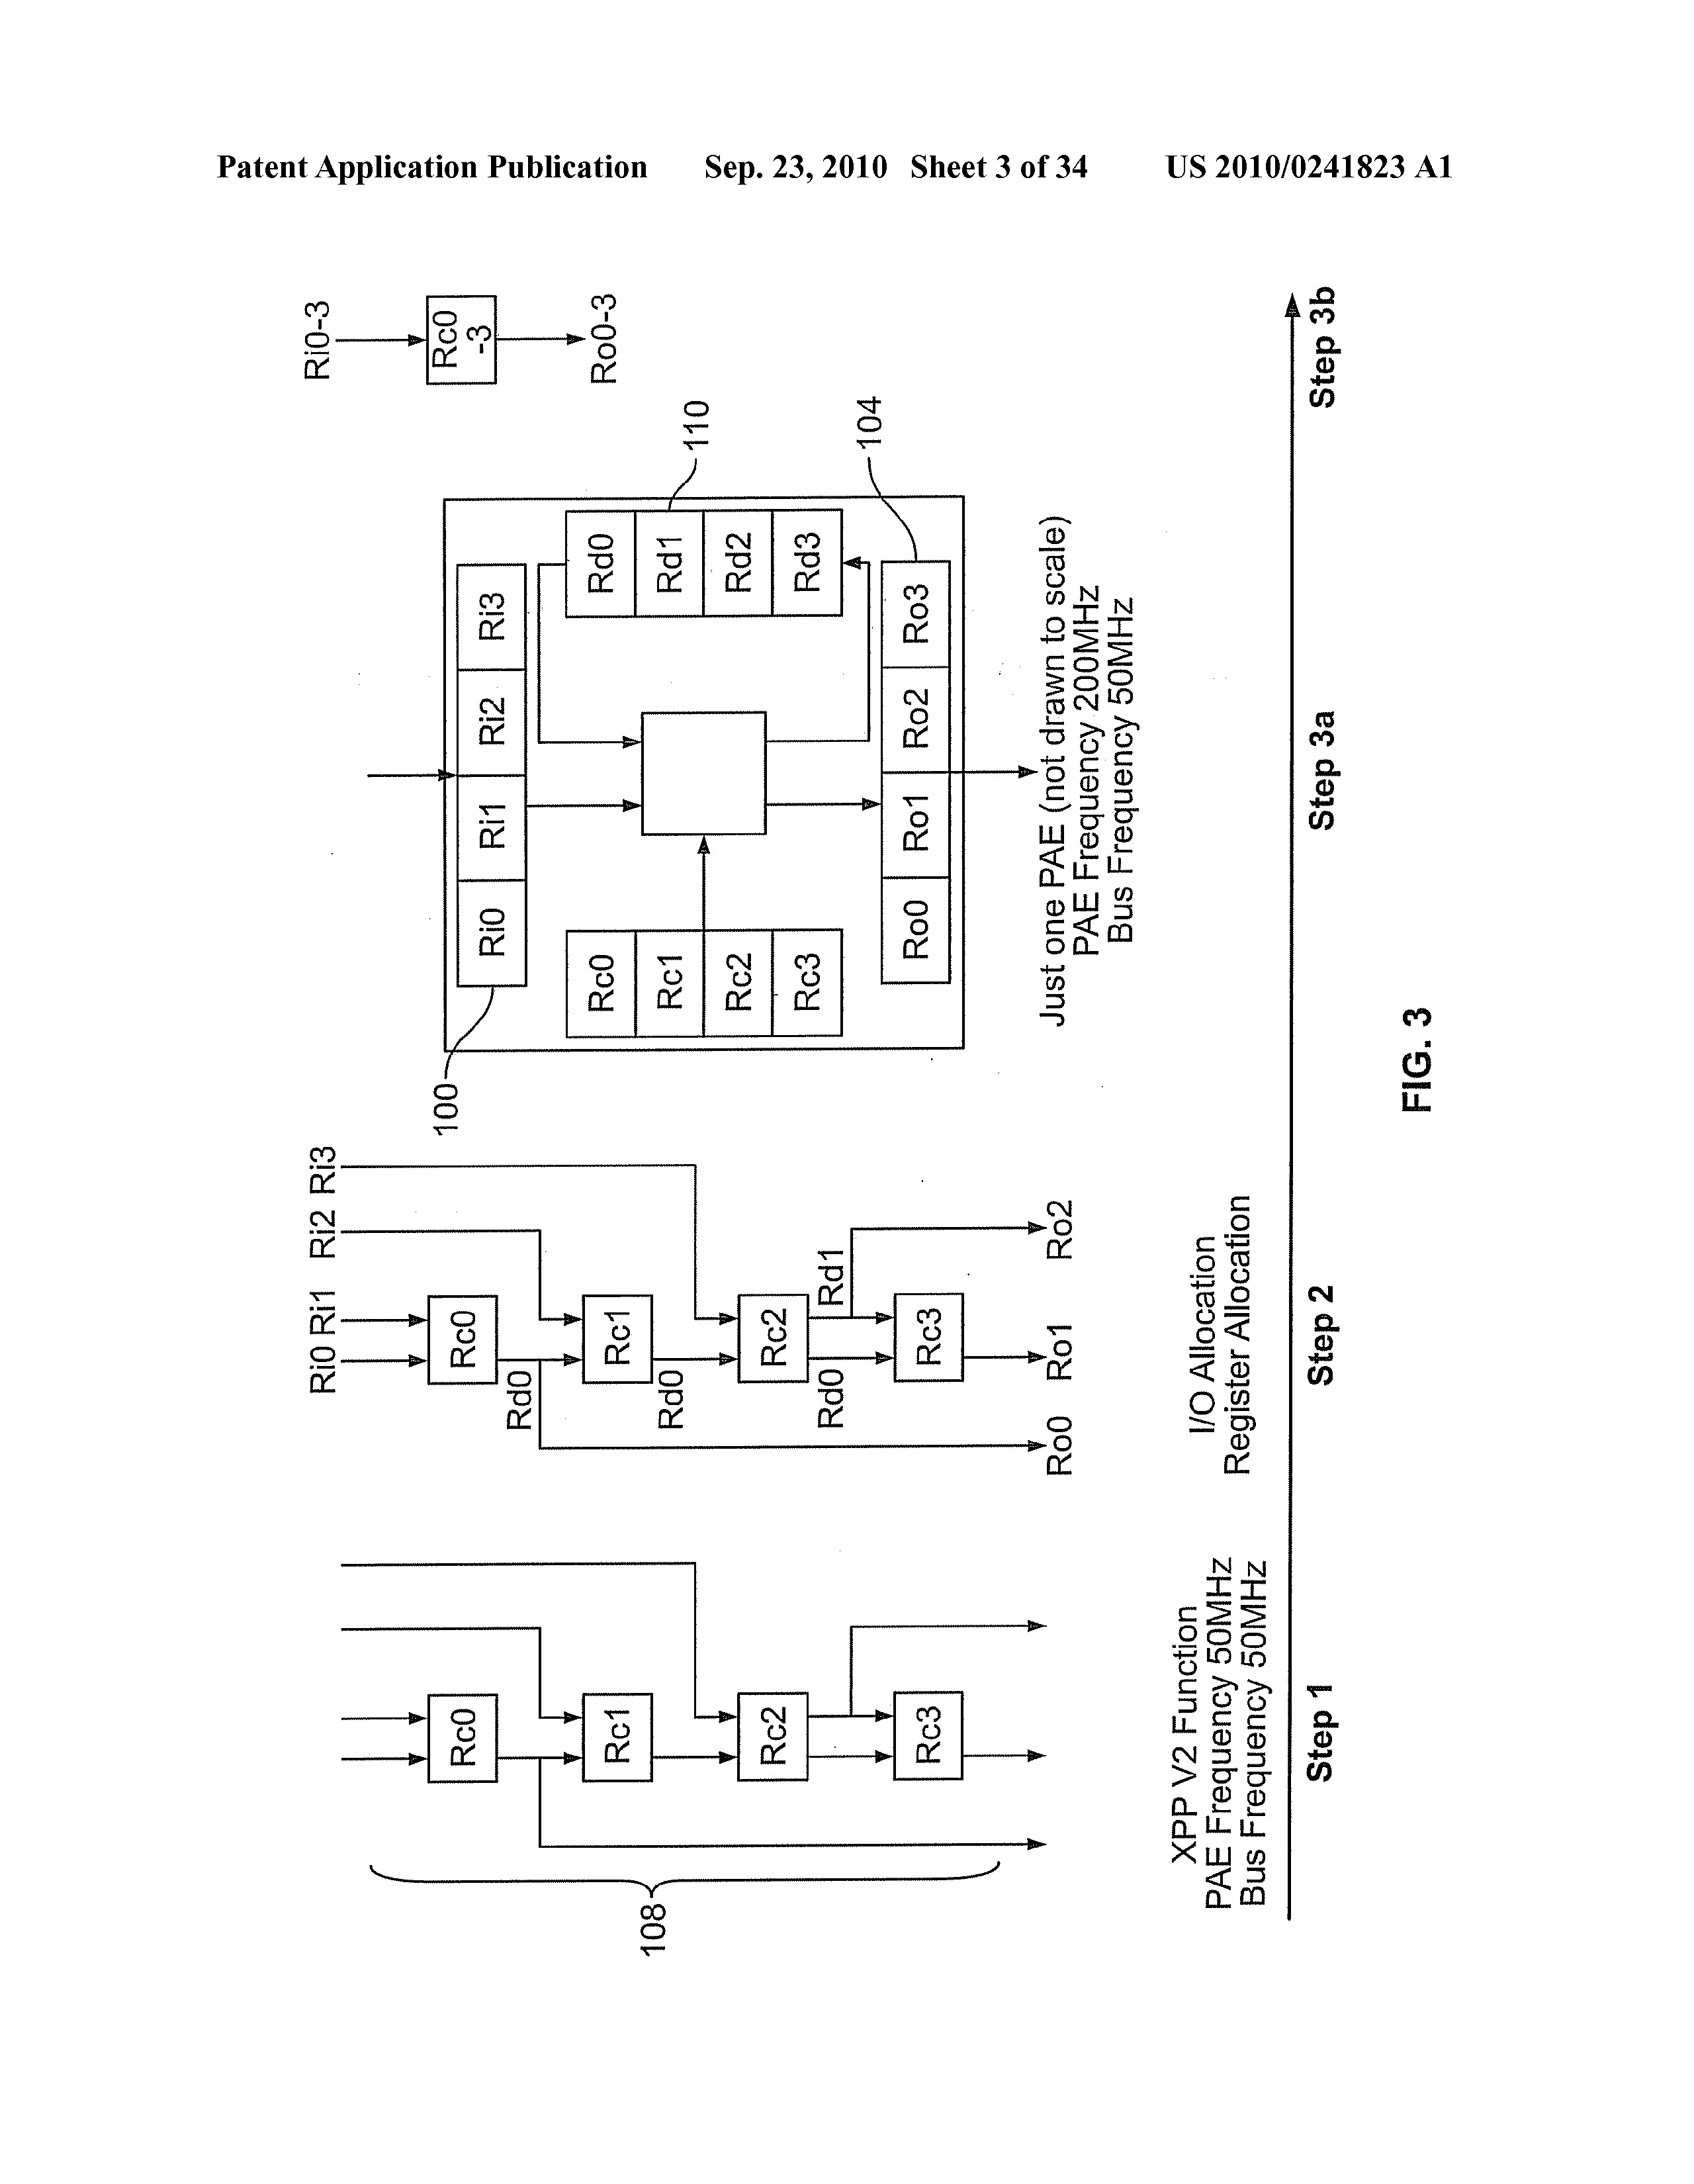 Patent Application Publication Sep. 23, 2010 Sheet 3 of 34 US 2010/0241823 A1
108
Rc0
Rc1
Rc2
Rc3
XPP V2 Function
PAE Frequency 50MHz
Bus Frequency 50MHz
Step 1
Ri0 Ri1 Ri2 Ri3
Rc0
Rd0
Rc1
Rd0
Rc2
Rd0 Rd1
Rc3
Ro0 Ro1 Ro2
I/O Allocation
Register Allocation
Step 2
100
Ri0 Ri1 Ri2 Ri3
Rc0
Rc1
Rc2
Rc3
Rd0
Rd1
Rd2
Rd3
110
Ro0 Ro1 Ro2 Ro3
104
Just one PAE (not drawn to scale)
PAE Frequency 200MHz
Bus Frequency 50MHz
Step 3a
Ri0-3
Rc0
-3
Ro0-3
Step 3b
FIG. 3